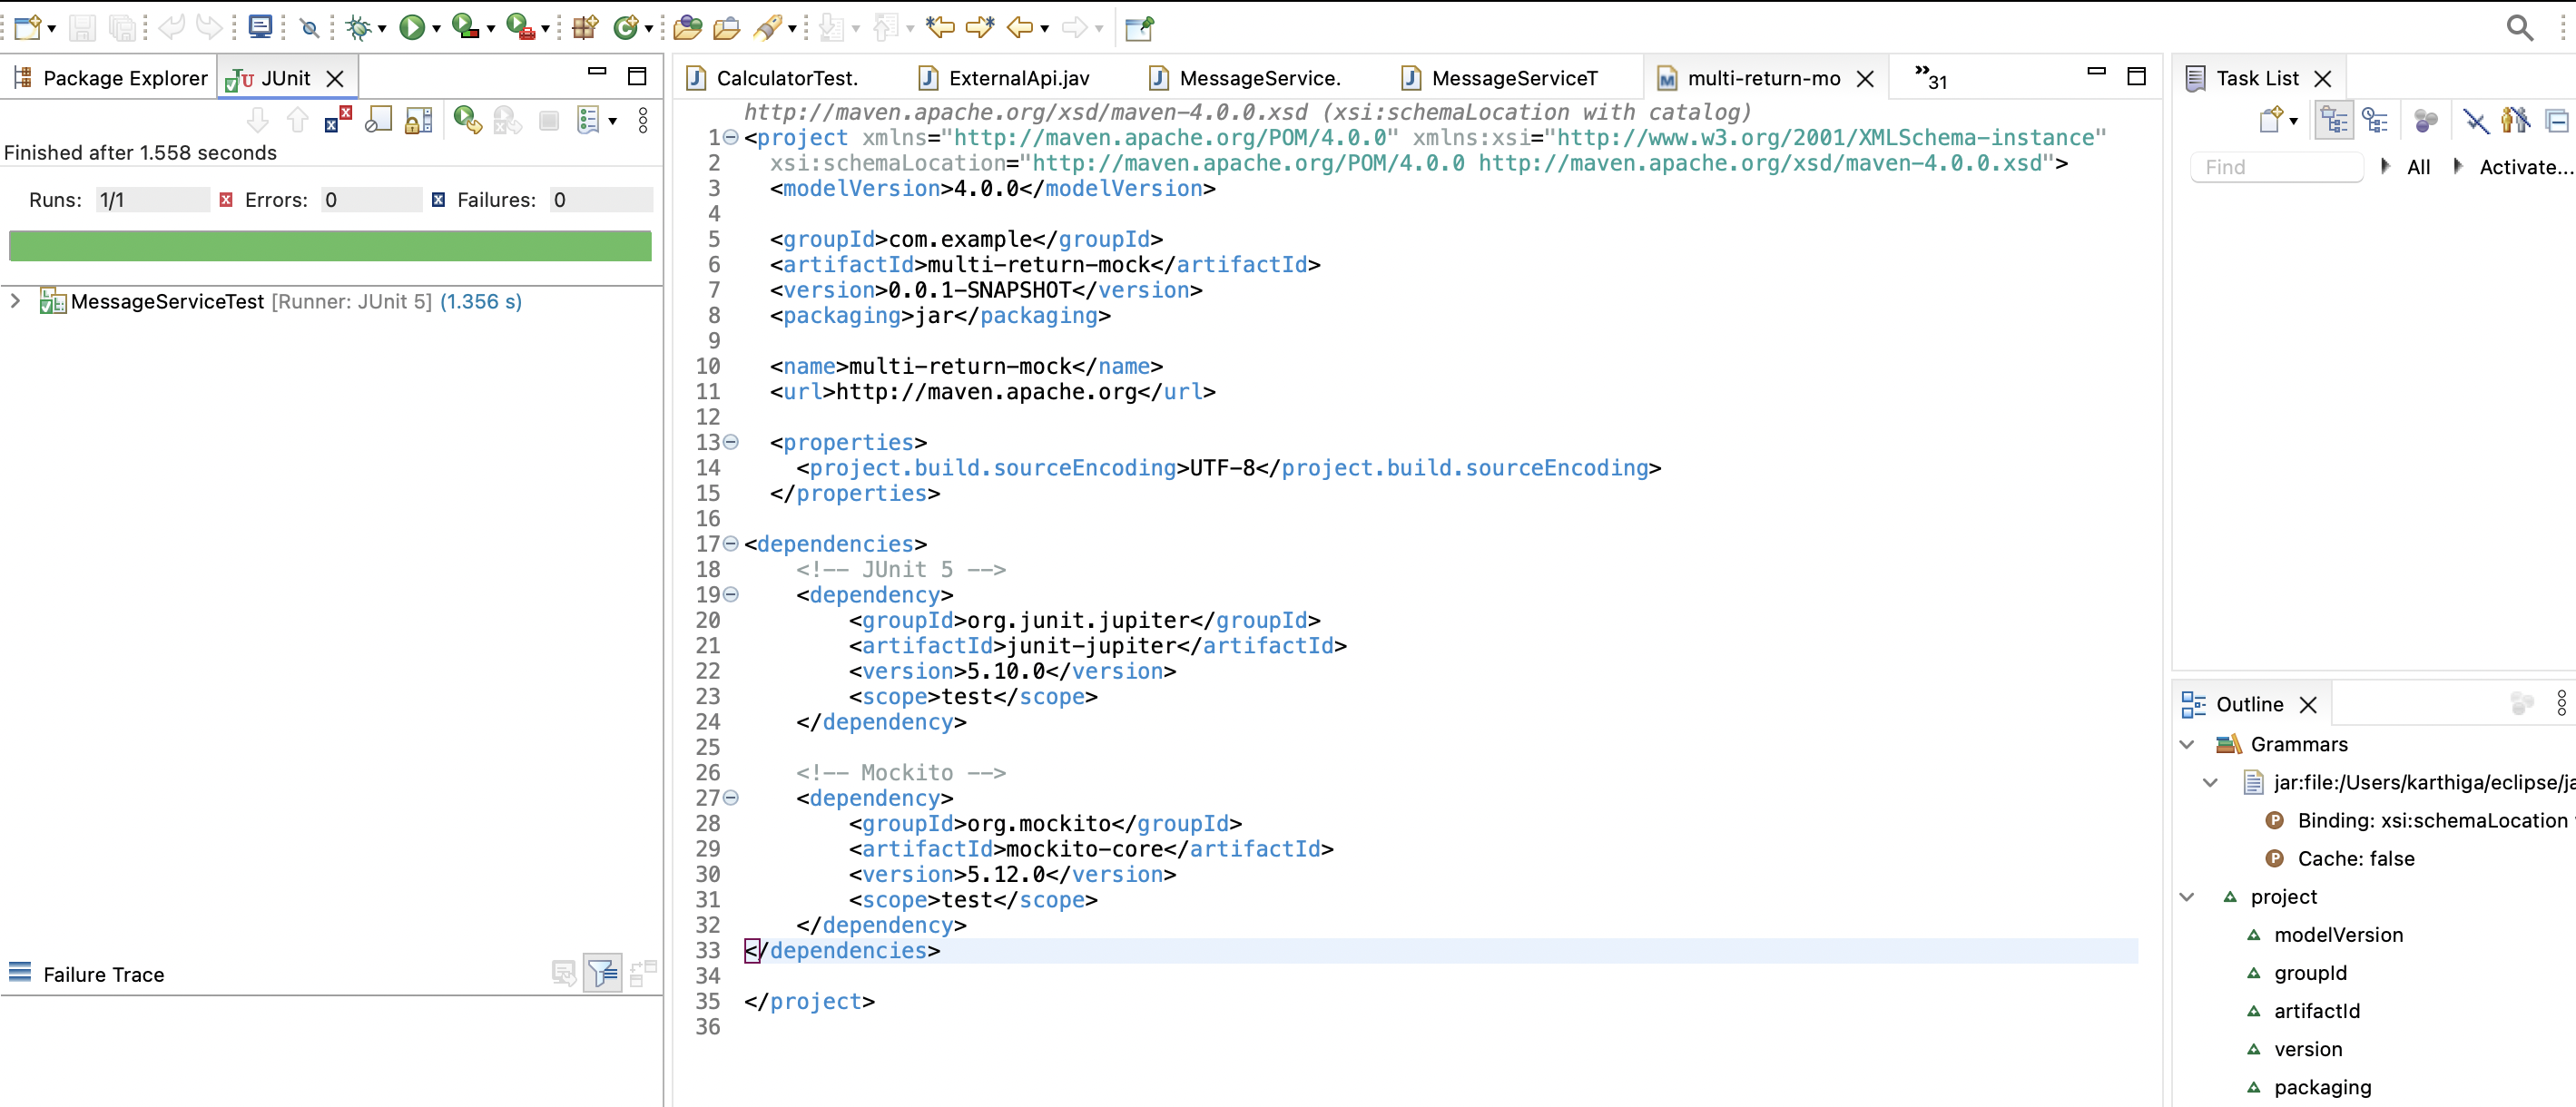 Package Explorer
JUnit
Finished after 1.558 seconds
Runs: 1/1 Errors: 0 Failures: 0
MessageServiceTest [Runner: JUnit 5] (1.356 s)
Failure Trace
CalculatorTest.
ExternalApi.jav
MessageService.
MessageServiceT
multi-return-mo
»31
http://maven.apache.org/xsd/maven-4.0.0.xsd (xsi:schemaLocation with catalog)
1 <project xmlns="http://maven.apache.org/POM/4.0.0" xmlns:xsi="http://www.w3.org/2001/XMLSchema-instance"
2 xsi:schemaLocation="http://maven.apache.org/POM/4.0.0 http://maven.apache.org/xsd/maven-4.0.0.xsd">
3 <modelVersion>4.0.0</modelVersion>
4
5 <groupId>com.example</groupId>
6 <artifactId>multi-return-mock</artifactId>
7 <version>0.0.1-SNAPSHOT</version>
8 <packaging>jar</packaging>
9
10 <name>multi-return-mock</name>
11 <url>http://maven.apache.org</url>
12
13 <properties>
14 <project.build.sourceEncoding>UTF-8</project.build.sourceEncoding>
15 </properties>
16
17 <dependencies>
18 <!-- JUnit 5 -->
19 <dependency>
20 <groupId>org.junit.jupiter</groupId>
21 <artifactId>junit-jupiter</artifactId>
22 <version>5.10.0</version>
23 <scope>test</scope>
24 </dependency>
25
26 <!-- Mockito -->
27 <dependency>
28 <groupId>org.mockito</groupId>
29 <artifactId>mockito-core</artifactId>
30 <version>5.12.0</version>
31 <scope>test</scope>
32 </dependency>
33 </dependencies>
34
35 </project>
36
Task List
Find All Activate...
Outline
Grammars
jar:file:/Users/karthiga/eclipse/ja
Binding: xsi:schemaLocation
Cache: false
project
modelVersion
groupId
artifactId
version
packaging